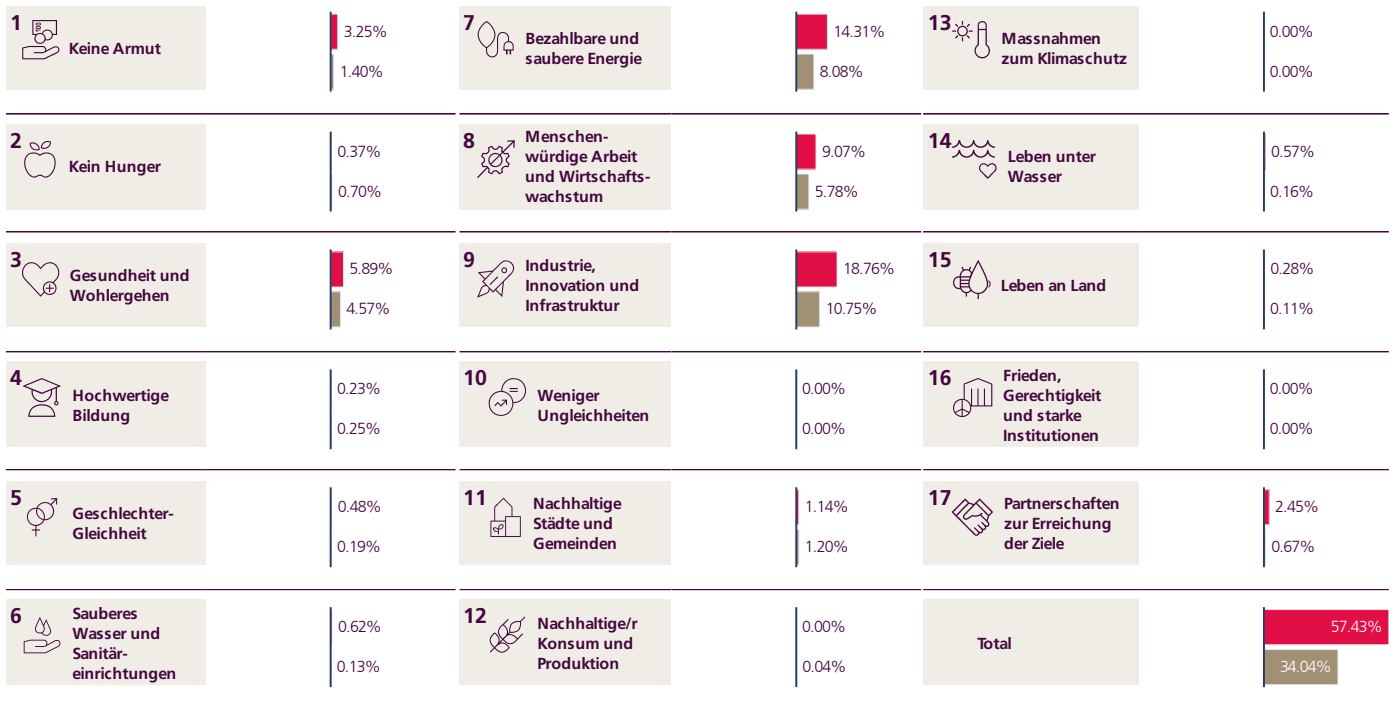 1
Keine Armut
3.25%
1.40%
2
Kein Hunger
0.37%
0.70%
3
Gesundheit und
Wohlergehen
5.89%
4.57%
4
Hochwertige
Bildung
0.23%
0.25%
5
Geschlechter-
Gleichheit
0.48%
0.19%
6
Sauberes
Wasser und
Sanitär-
einrichtungen
0.62%
0.13%
7
Bezahlbare und
saubere Energie
14.31%
8.08%
8
Menschen-
würdige Arbeit
und Wirtschafts-
wachstum
9.07%
5.78%
9
Industrie,
Innovation und
Infrastruktur
18.76%
10.75%
10
Weniger
Ungleichheiten
0.00%
0.00%
11
Nachhaltige
Städte und
Gemeinden
1.14%
1.20%
12
Nachhaltige/r
Konsum und
Produktion
0.00%
0.04%
13
Massnahmen
zum Klimaschutz
0.00%
0.00%
14
Leben unter
Wasser
0.57%
0.16%
15
Leben an Land
0.28%
0.11%
16
Frieden,
Gerechtigkeit
und starke
Institutionen
0.00%
0.00%
17
Partnerschaften
zur Erreichung
der Ziele
2.45%
0.67%
Total
57.43%
34.04%